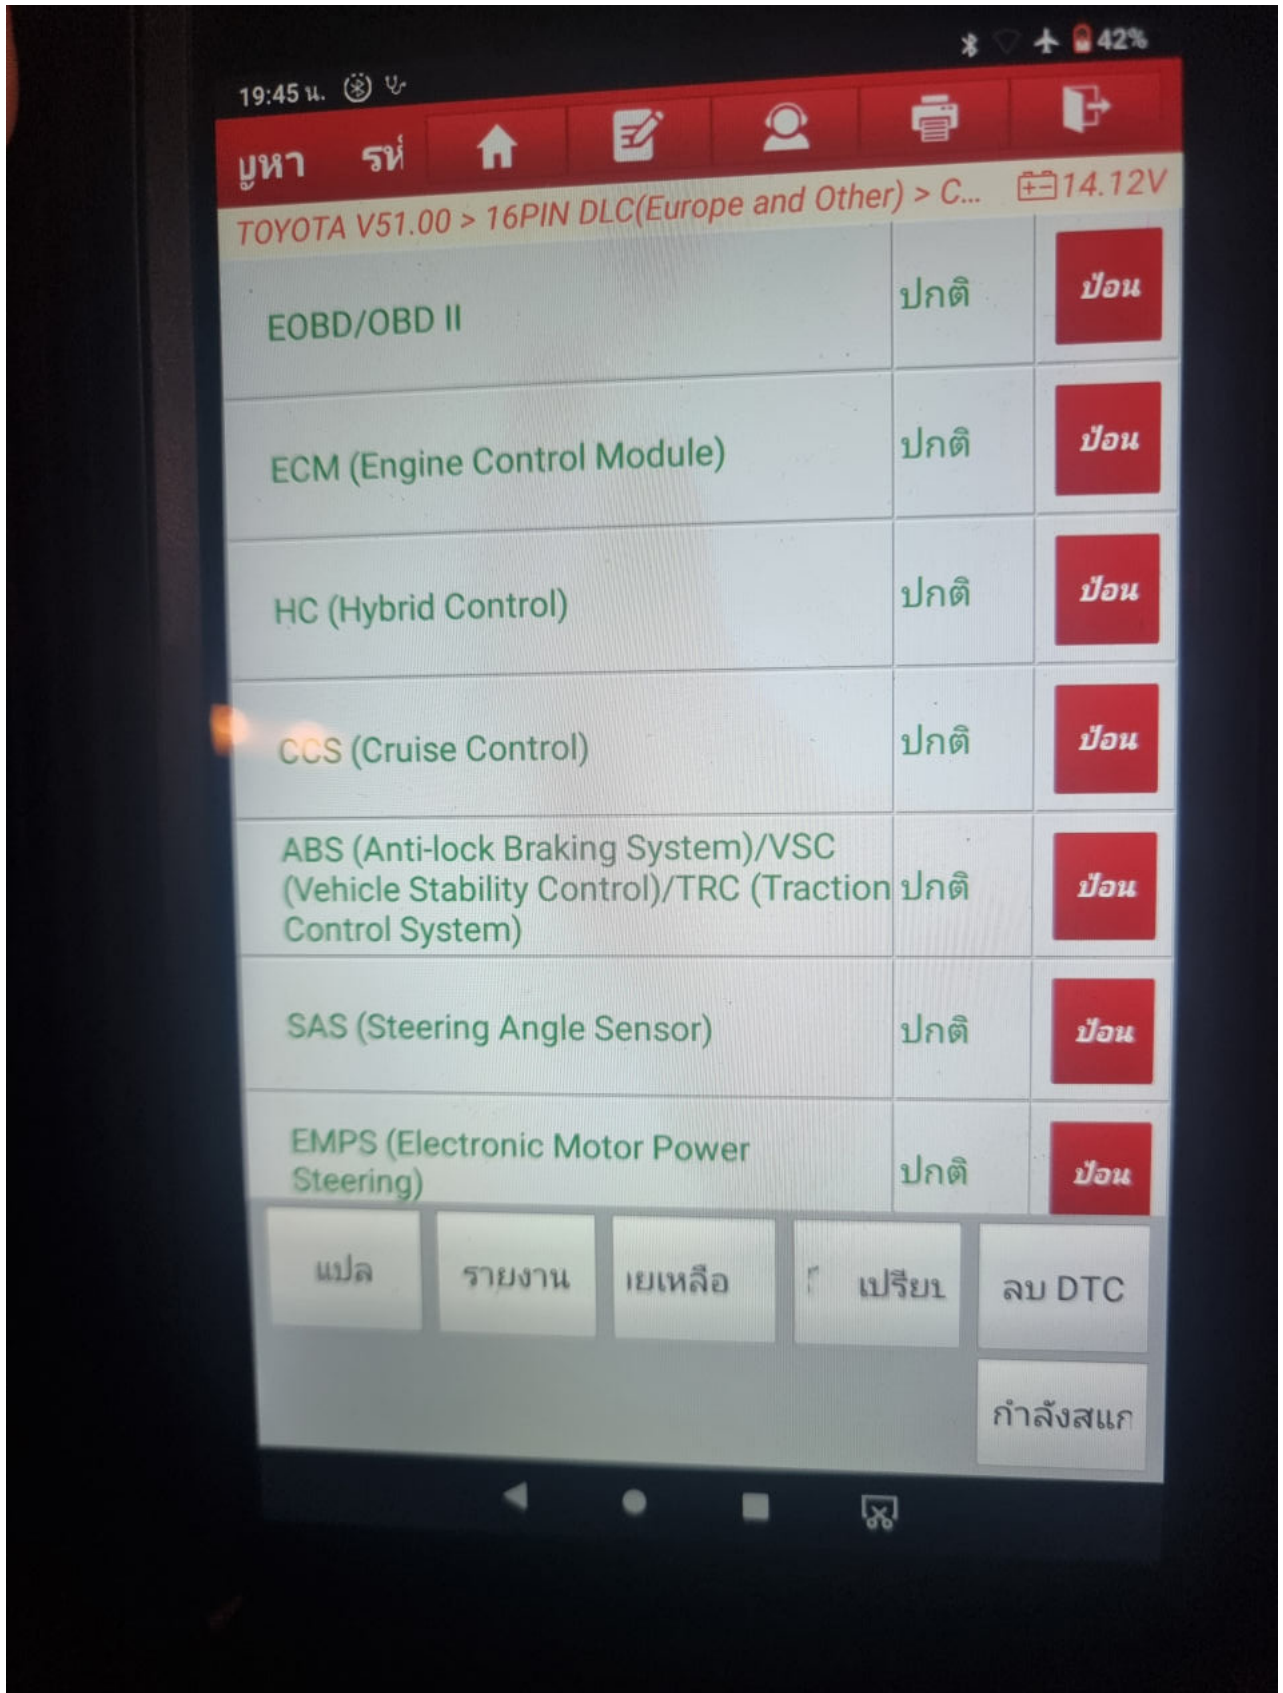 19:45 น.
42%
ญหา รหั
TOYOTA V51.00 > 16PIN DLC(Europe and Other) > C... 14.12V
EOBD/OBD II ปกติ ป้อน
ECM (Engine Control Module) ปกติ ป้อน
HC (Hybrid Control) ปกติ ป้อน
CCS (Cruise Control) ปกติ ป้อน
ABS (Anti-lock Braking System)/VSC
(Vehicle Stability Control)/TRC (Traction ปกติ ป้อน
Control System)
SAS (Steering Angle Sensor) ปกติ ป้อน
EMPS (Electronic Motor Power
Steering) ปกติ ป้อน
แปล รายงาน ยเหลือ เปรียบ ลบ DTC
กำลังสแก